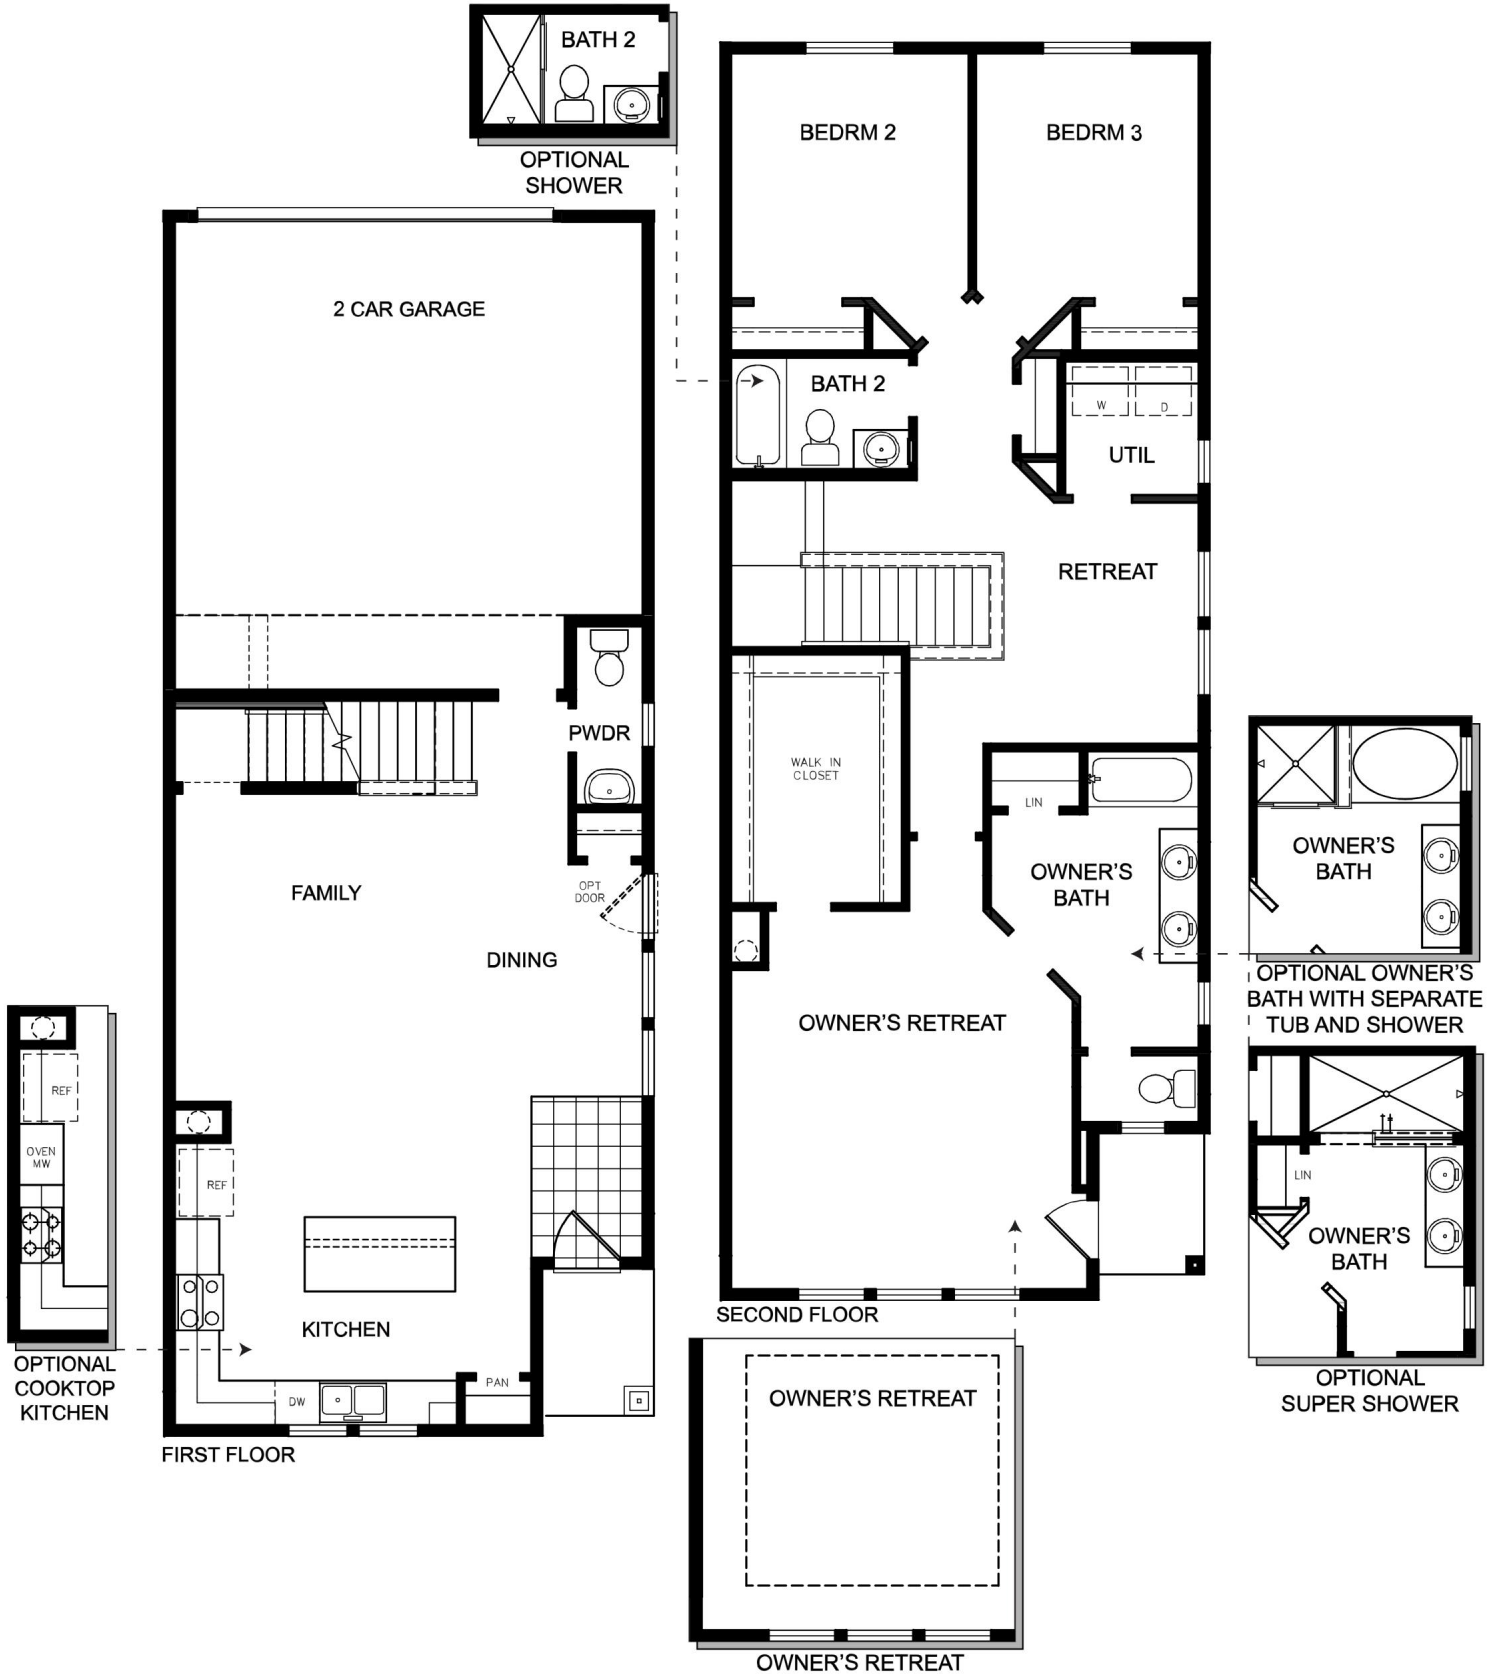 BATH 2
OPTIONAL
SHOWER
2 CAR GARAGE
PWDR
FAMILY
OPT
DOOR
DINING
REF
KITCHEN
DW
PAN
FIRST FLOOR
REF
OVEN
MW
OPTIONAL
COOKTOP
KITCHEN
BEDRM 2
BEDRM 3
BATH 2
W
D
UTIL
RETREAT
WALK IN
CLOSET
LIN
OWNER'S
BATH
OWNER'S RETREAT
SECOND FLOOR
OWNER'S
BATH
OPTIONAL OWNER'S
BATH WITH SEPARATE
TUB AND SHOWER
LIN
OWNER'S
BATH
OPTIONAL
SUPER SHOWER
OWNER'S RETREAT
OWNER'S RETREAT